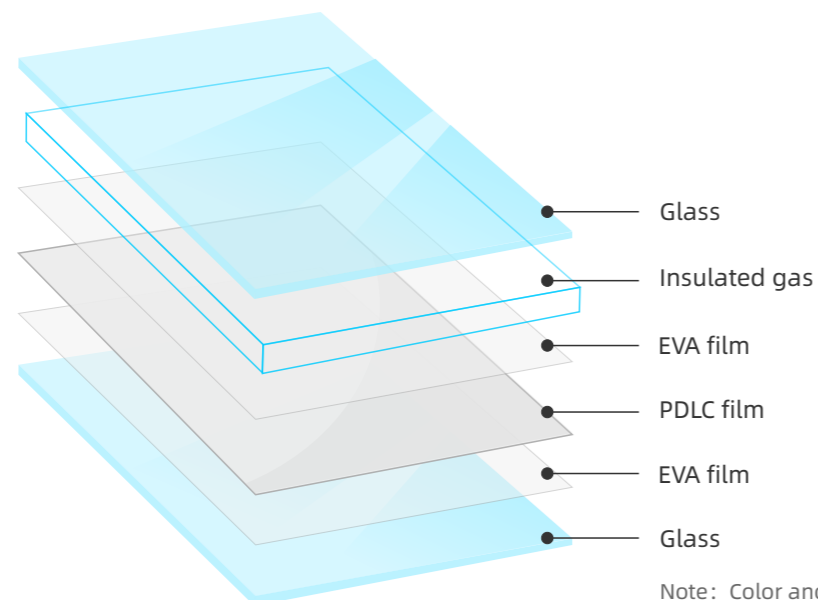 Glass
Insulated gas
EVA film
PDLC film
EVA film
Glass
Note：Color and